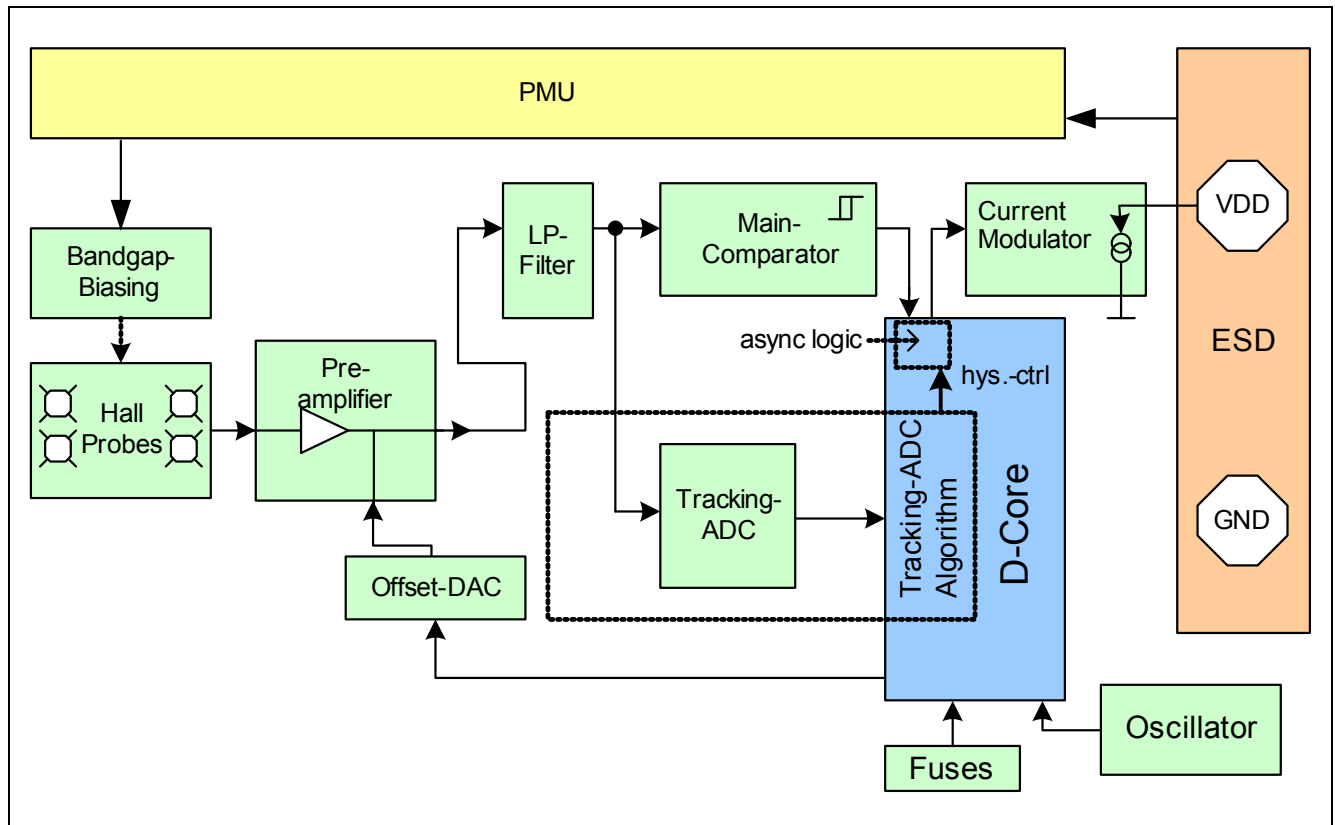 PMU
Bandgap-
Biasing
Hall
Probes
Pre-
amplifier
LP-
Filter
Main-
Comparator
Current
Modulator
VDD
ESD
GND
async logic
hys.-ctrl
Tracking-
ADC
Tracking-ADC
Algorithm
D-Core
Offset-DAC
Fuses
Oscillator